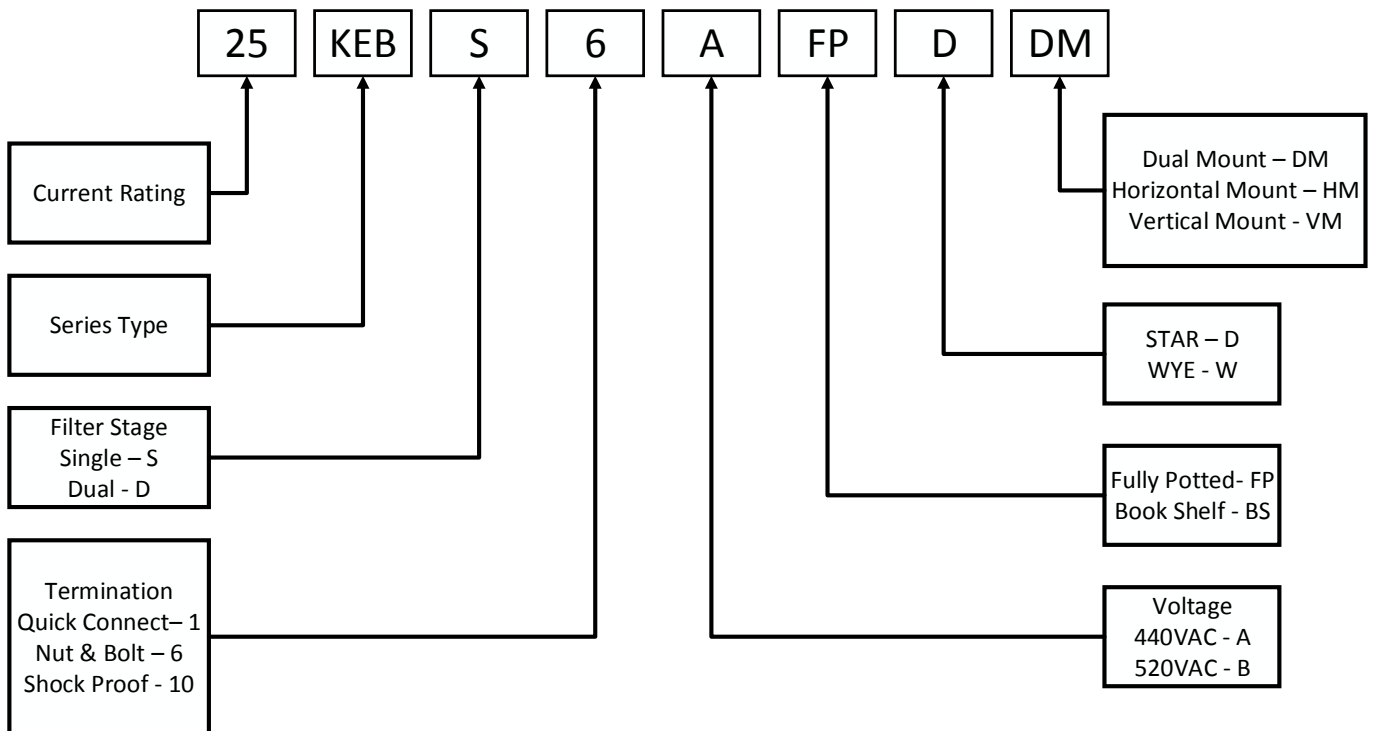 25 KEB S 6 A FP D DM
Current Rating
Series Type
Filter Stage
Single – S
Dual - D
Termination
Quick Connect– 1
Nut & Bolt – 6
Shock Proof - 10
Dual Mount – DM
Horizontal Mount – HM
Vertical Mount - VM
STAR – D
WYE - W
Fully Potted- FP
Book Shelf - BS
Voltage
440VAC - A
520VAC - B